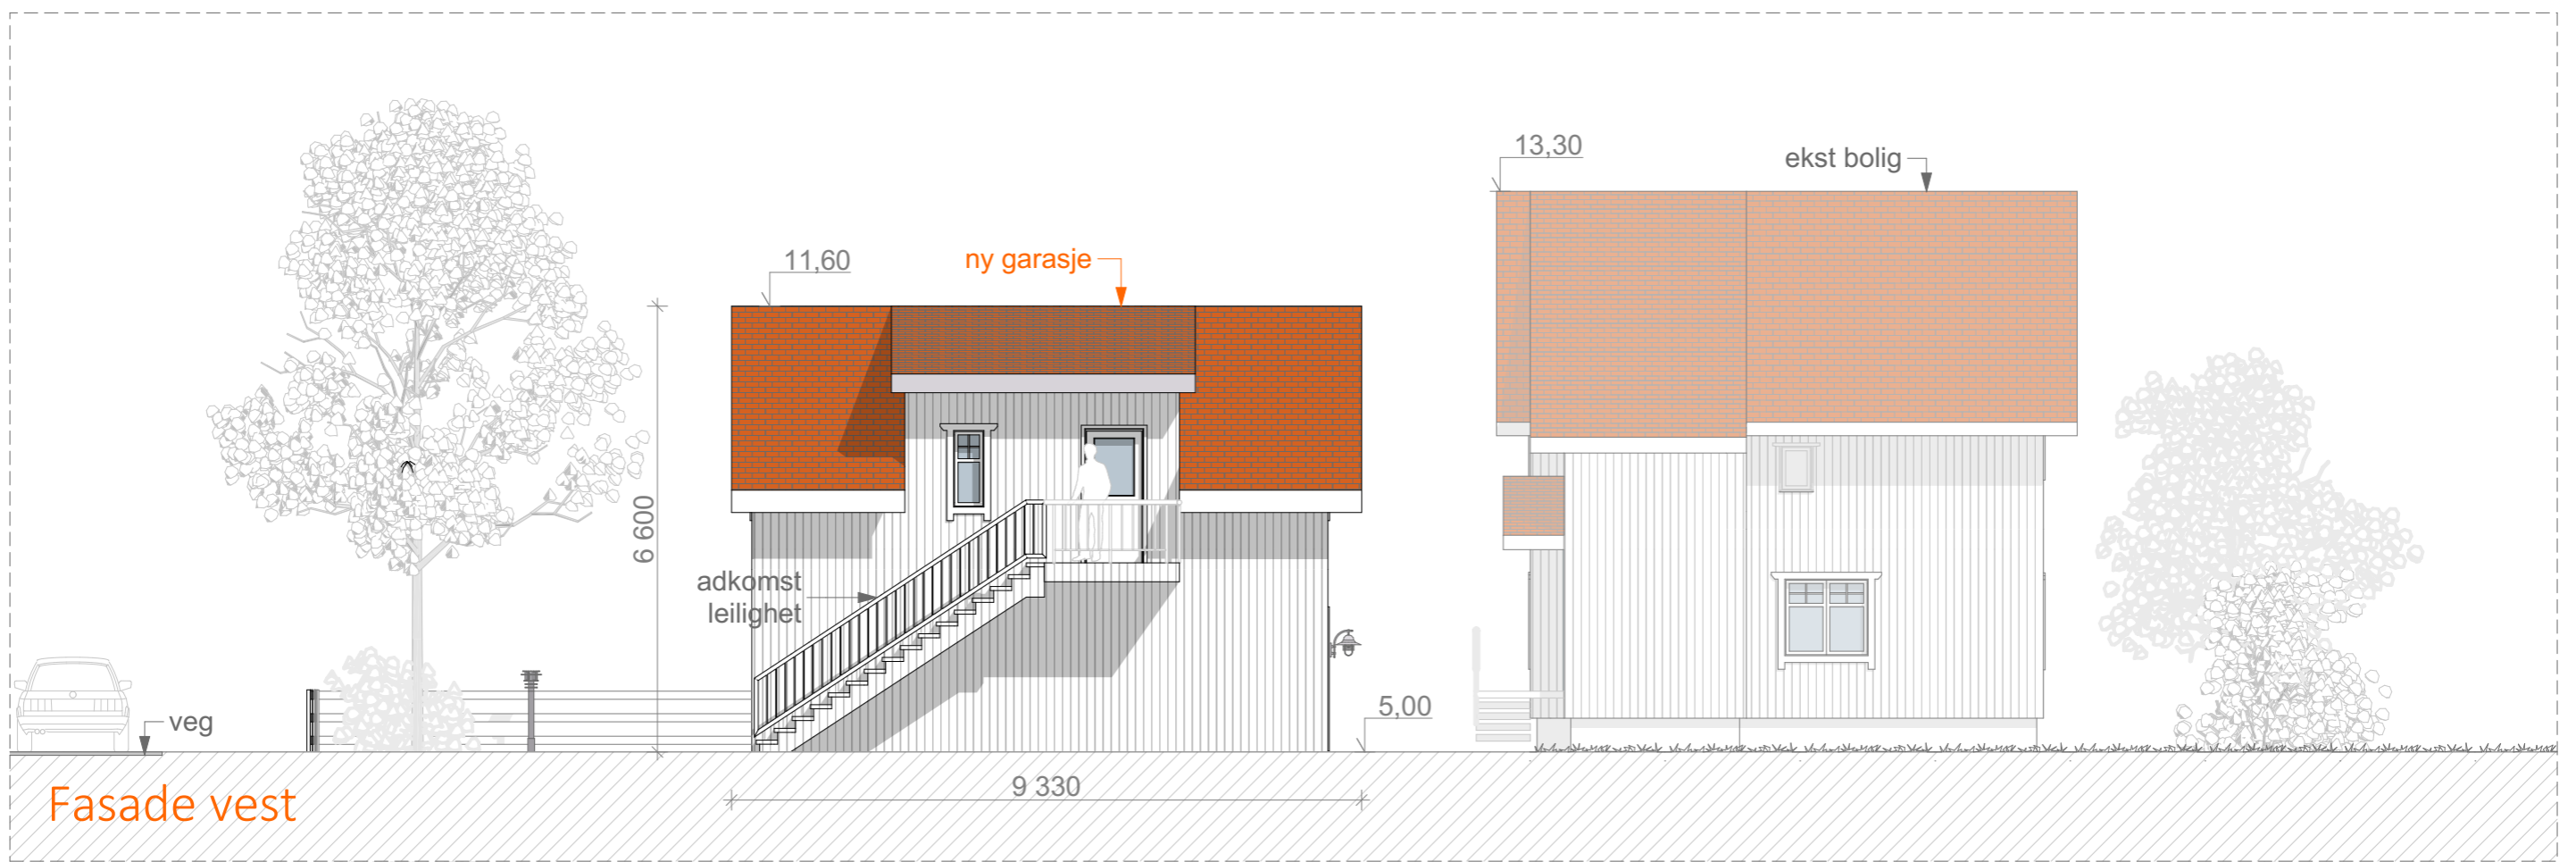 13,30
ekst bolig
11,60
ny garasje
6 600
adkomst
leilighet
veg
5,00
9 330
Fasade vest